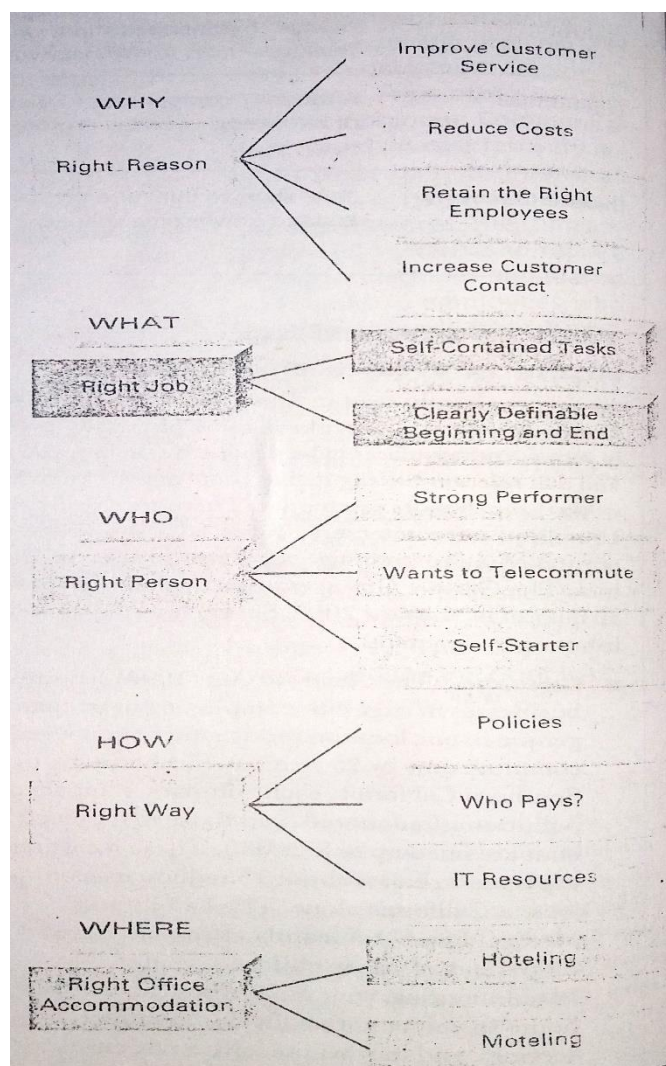 WHY
Right Reason
Improve Customer
Service
Reduce Costs
Retain the Right
Employees
Increase Customer
Contact
WHAT
Right Job
Self-Contained Tasks
Clearly Definable
Beginning and End
WHO
Right Person
Strong Performer
Wants to Telecommute
Self-Starter
HOW
Right Way
Policies
Who Pays?
IT Resources
WHERE
Right Office
Accommodation
Hoteling
Moteling